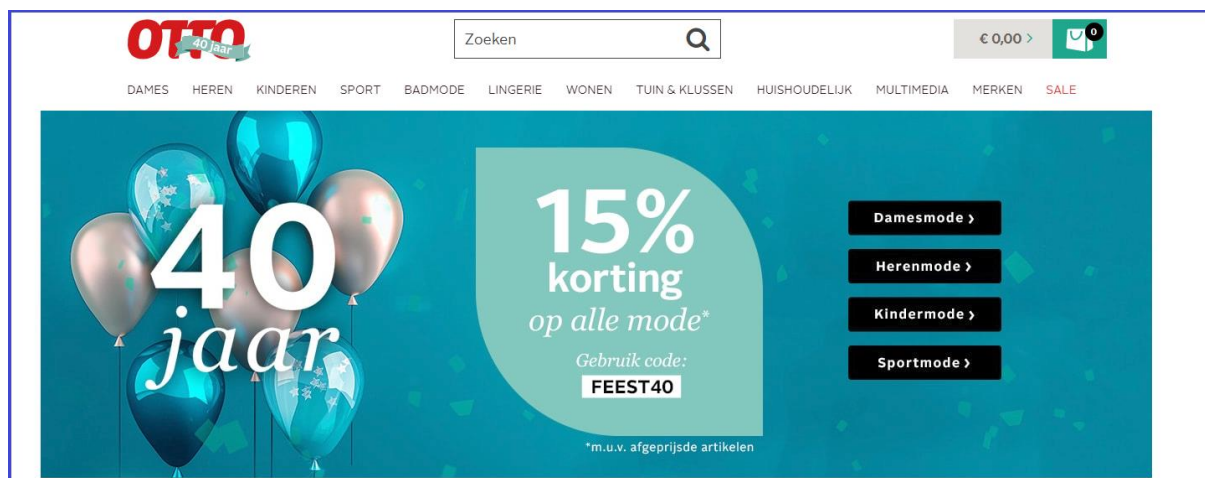 OTTO
40 jaar
Zoeken
€ 0,00 >
0
DAMES HEREN KINDEREN SPORT BADMODE LINGERIE WONEN TUIN & KLUSSEN HUISHOUDELIJK MULTIMEDIA MERKEN SALE
40
jaar
15%
korting
op alle mode*
Gebruik code:
FEEST40
*m.u.v. afgeprijsde artikelen
Damesmode ›
Herenmode ›
Kindermode ›
Sportmode ›